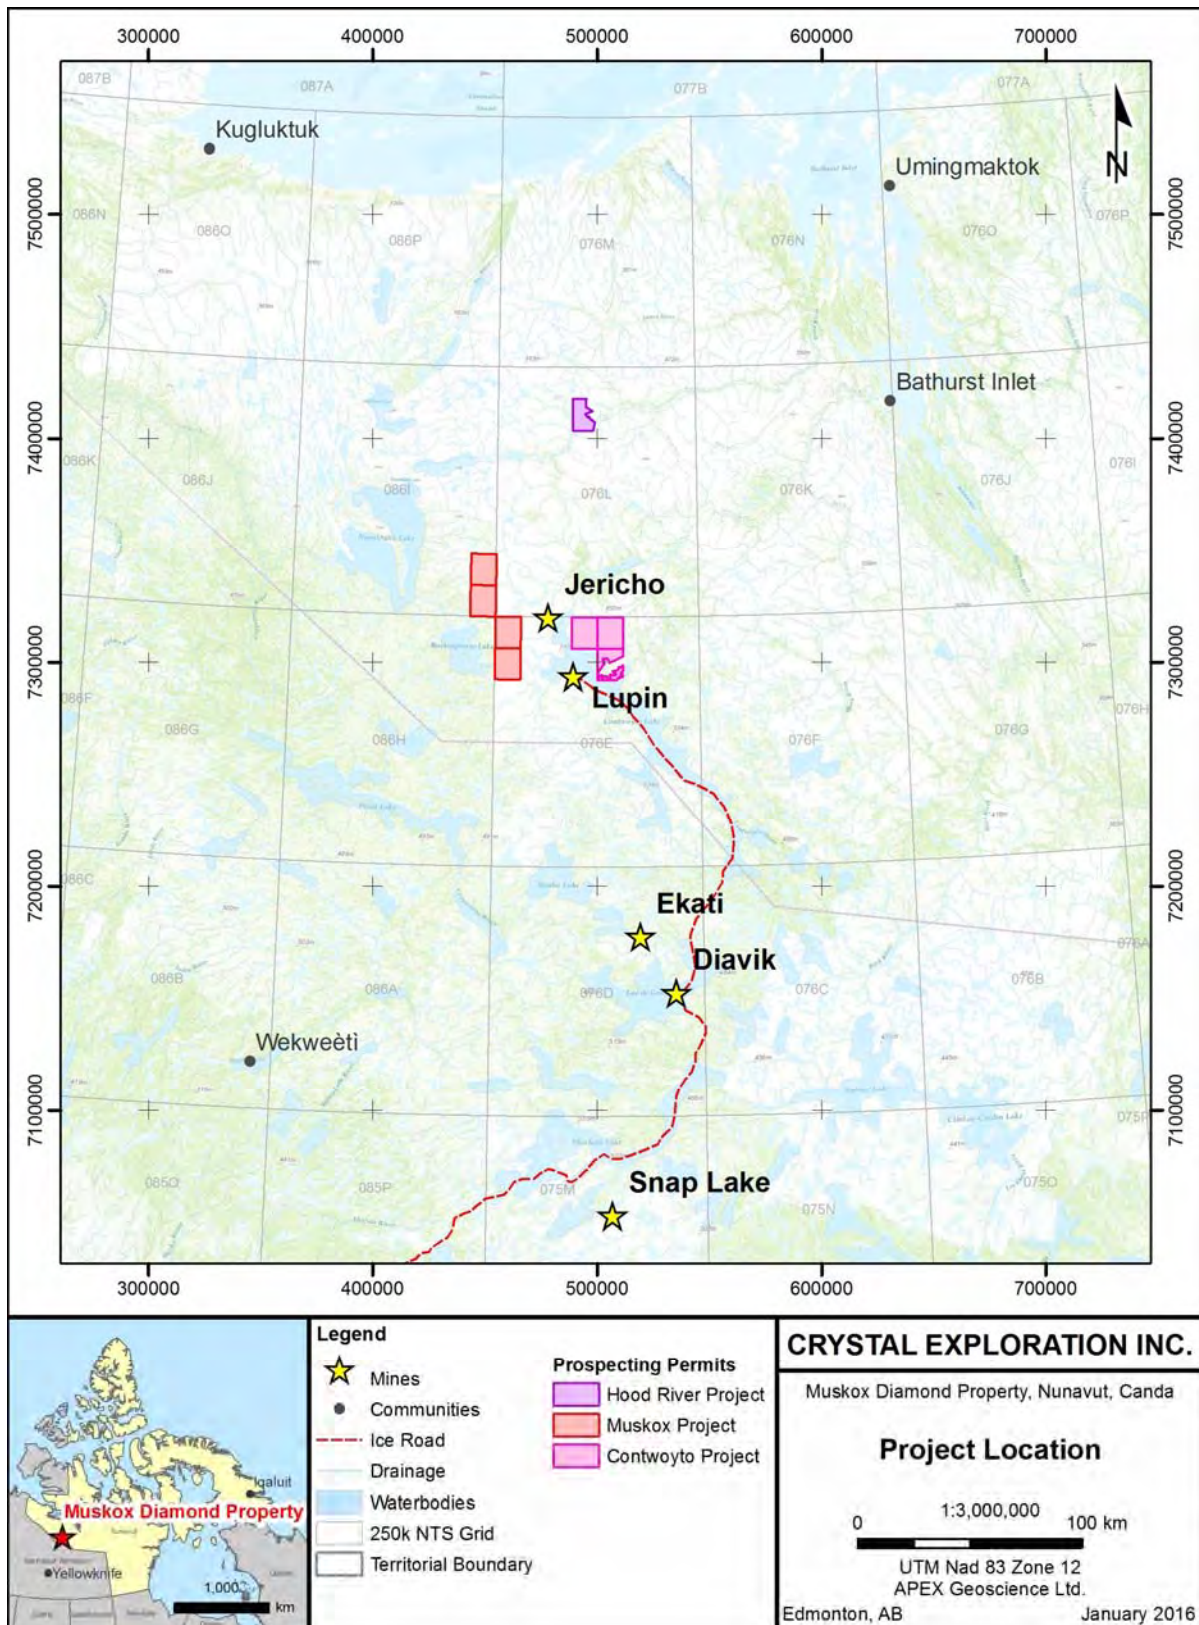 300000 400000 500000 600000 700000
087B
087A
077B
077A
Kugluktuk
Umingmaktok
N
7500000
7500000
086N
086O
086P
076M
076N
076O
076P
Bathurst Inlet
7400000
7400000
086K
086J
086I
076L
076K
076J
076I
Jericho
7300000
7300000
Lupin
086F
086G
086H
076E
076F
076G
076H
7200000
7200000
086C
Ekati
Diavik
086B
086A
076D
076C
076B
076A
Wekweètì
7100000
7100000
Snap Lake
085O
085P
075M
075N
075O
075P
300000 400000 500000 600000 700000
Iqaluit
Muskox Diamond Property
Yellowknife
1,000
km
Legend
Mines
Communities
Ice Road
Drainage
Waterbodies
250k NTS Grid
Territorial Boundary
Prospecting Permits
Hood River Project
Muskox Project
Contwoyto Project
CRYSTAL EXPLORATION INC.
Muskox Diamond Property, Nunavut, Canda
Project Location
1:3,000,000
0 100 km
UTM Nad 83 Zone 12
APEX Geoscience Ltd.
Edmonton, AB January 2016